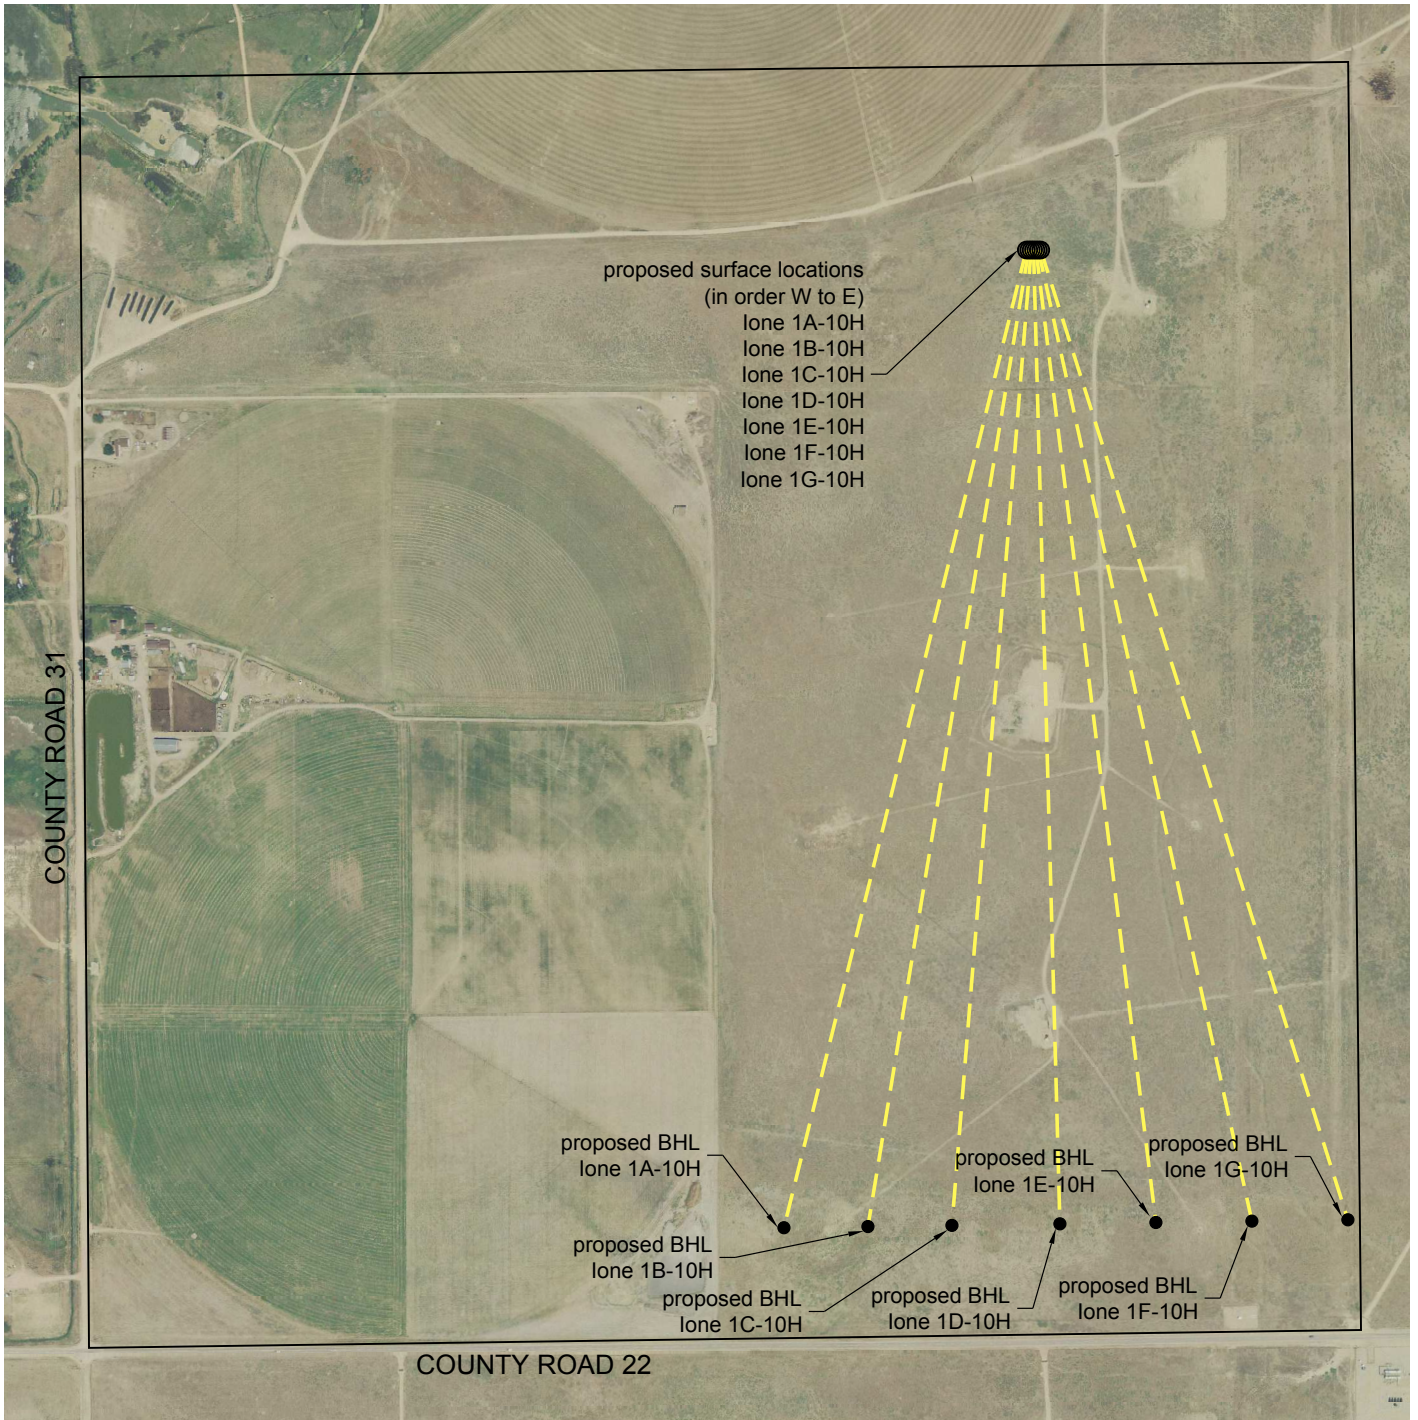 proposed surface locations
(in order W to E)
Ione 1A-10H
Ione 1B-10H
Ione 1C-10H
Ione 1D-10H
Ione 1E-10H
Ione 1F-10H
Ione 1G-10H
COUNTY ROAD 31
proposed BHL
Ione 1A-10H
proposed BHL
Ione 1E-10H
proposed BHL
Ione 1G-10H
proposed BHL
Ione 1B-10H
proposed BHL
Ione 1C-10H
proposed BHL
Ione 1D-10H
proposed BHL
Ione 1F-10H
COUNTY ROAD 22